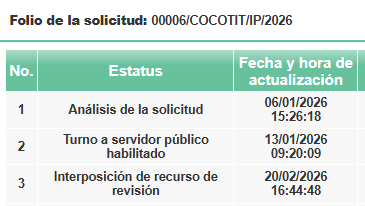 Folio de la solicitud: 00006/COCOTIT/IP/2026
No. Estatus Fecha y hora de
actualización
1 Análisis de la solicitud 06/01/2026
15:26:18
2 Turno a servidor público
habilitado 13/01/2026
09:20:09
3 Interposición de recurso de
revisión 20/02/2026
16:44:48